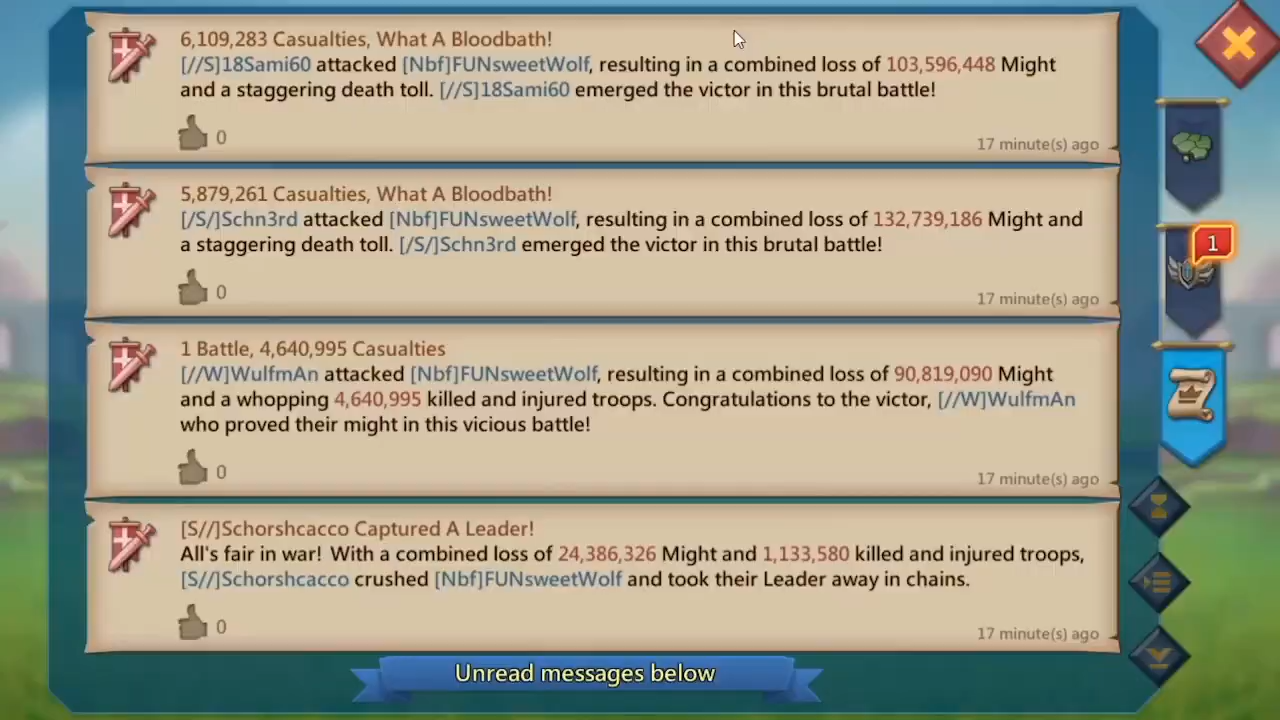 6,109,283 Casualties, What A Bloodbath!
[//S]18Sami60 attacked [Nbf]FUNsweetWolf, resulting in a combined loss of 103,596,448 Might
and a staggering death toll. [//S]18Sami60 emerged the victor in this brutal battle!
0
17 minute(s) ago
5,879,261 Casualties, What A Bloodbath!
[/S/]Schn3rd attacked [Nbf]FUNsweetWolf, resulting in a combined loss of 132,739,186 Might and
a staggering death toll. [/S/]Schn3rd emerged the victor in this brutal battle!
0
17 minute(s) ago
1 Battle, 4,640,995 Casualties
[//W]WulfmAn attacked [Nbf]FUNsweetWolf, resulting in a combined loss of 90,819,090 Might
and a whopping 4,640,995 killed and injured troops. Congratulations to the victor, [//W]WulfmAn
who proved their might in this vicious battle!
0
17 minute(s) ago
[S//]Schorshcacco Captured A Leader!
All's fair in war! With a combined loss of 24,386,326 Might and 1,133,580 killed and injured troops,
[S//]Schorshcacco crushed [Nbf]FUNsweetWolf and took their Leader away in chains.
0
17 minute(s) ago
Unread messages below
1